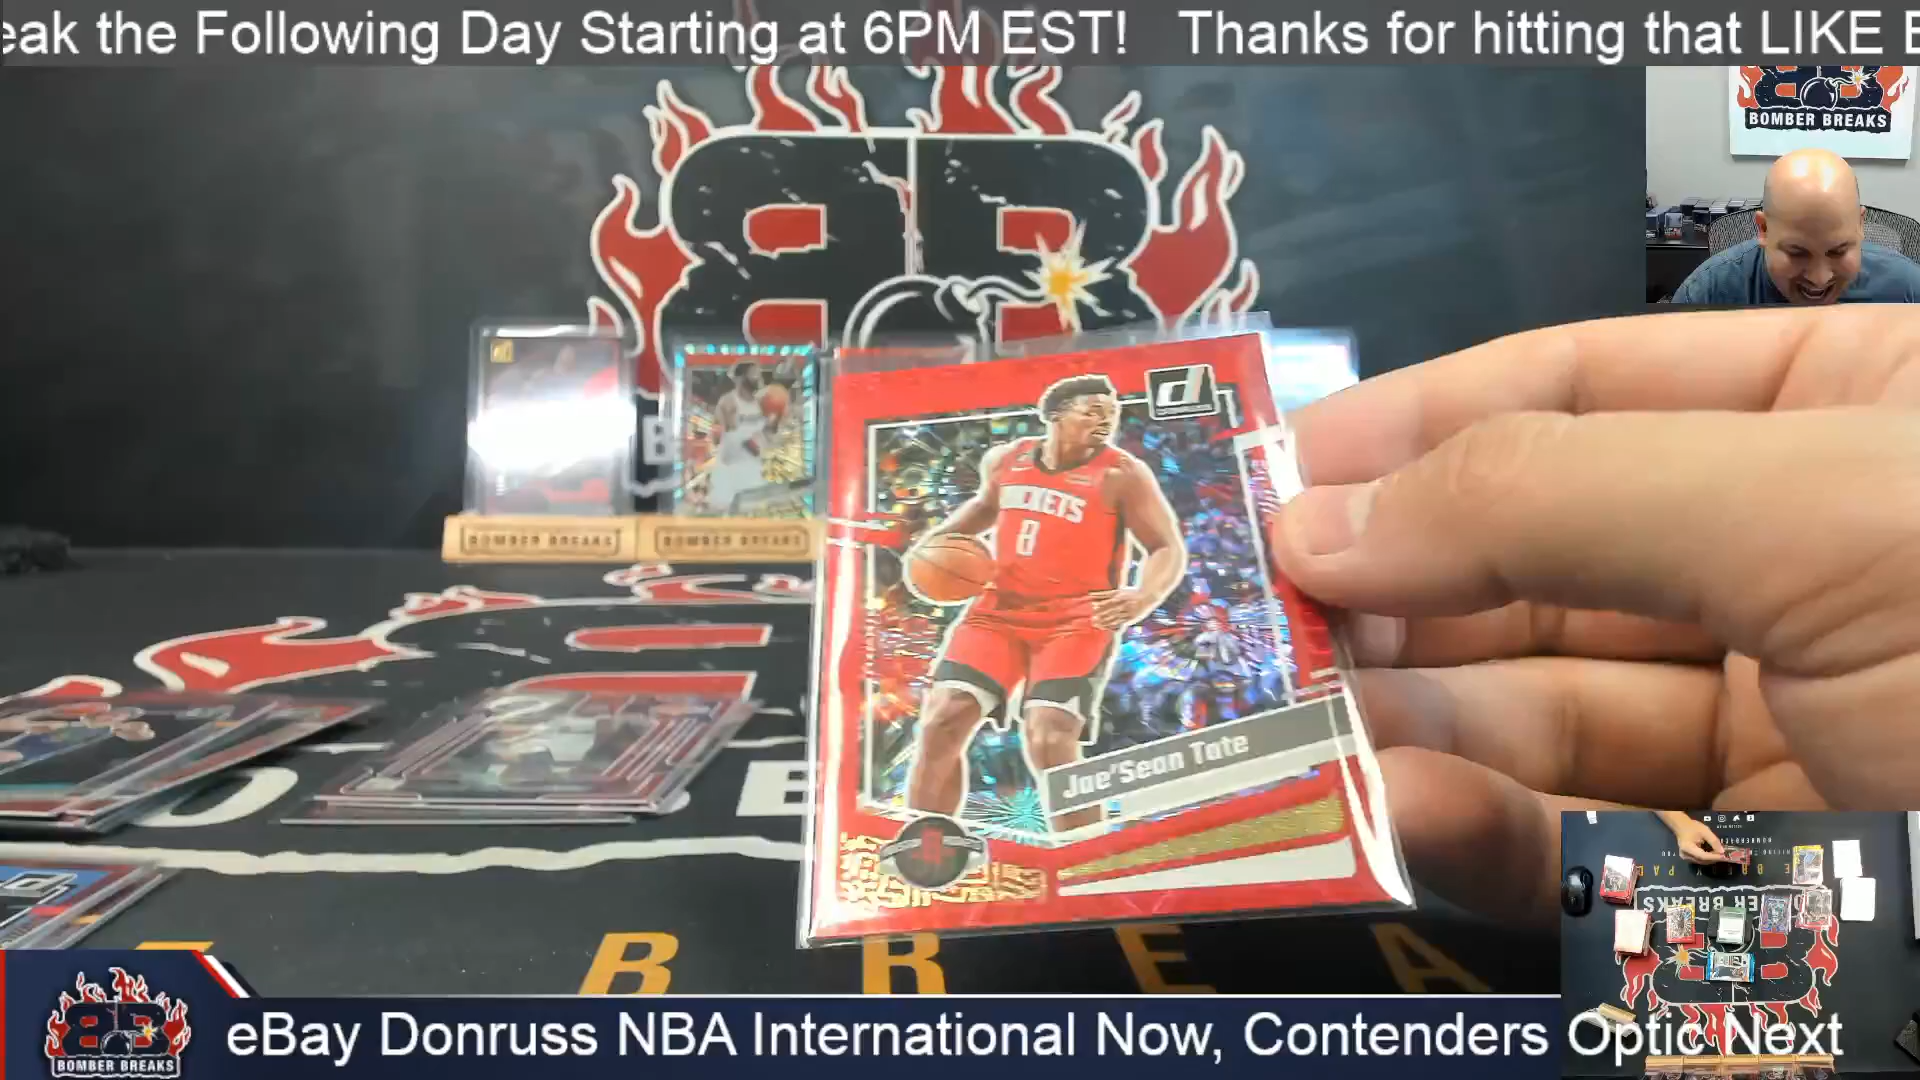 eak the Following Day Starting at 6PM EST! Thanks for hitting that LIKE B
BOMBER BREAKS
BOMBER BREAKS
BOMBER BREAKS
ROCKETS
8
Jae'Sean Tate
B R E A
BOMBER BREAKS
eBay Donruss NBA International Now, Contenders Optic Next